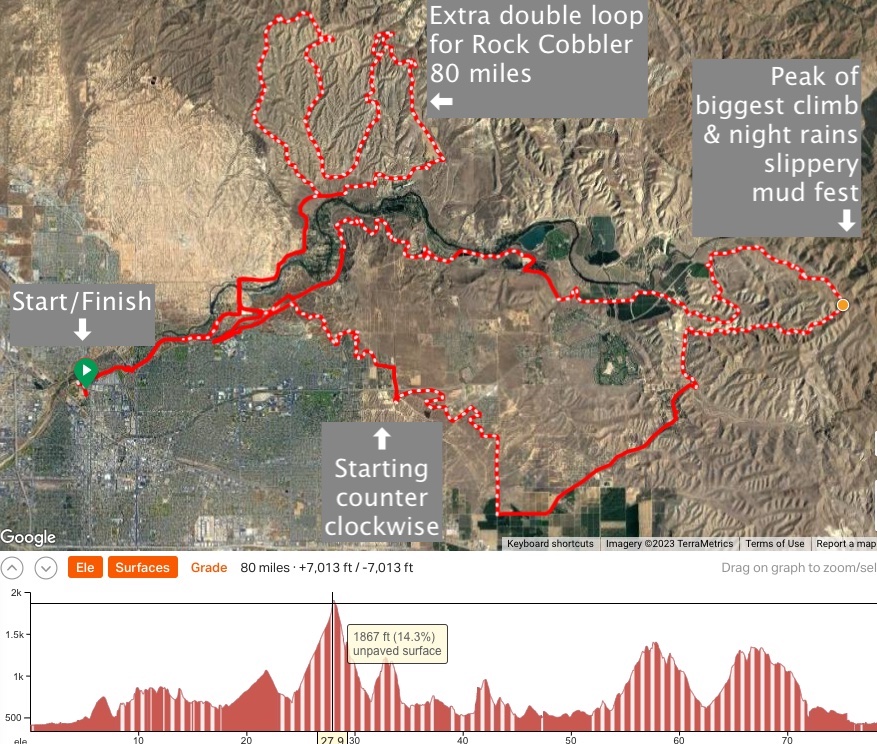 Extra double loop
for Rock Cobbler
80 miles
Peak of
biggest climb
& night rains
slippery
mud fest
Start/Finish
Starting
counter
clockwise
Google
Keyboard shortcuts
Imagery ©2023 TerraMetrics
Terms of Use
Report a map
Ele
Surfaces
Grade
80 miles · +7,013 ft / -7,013 ft
Drag on graph to zoom/sel
2k
1.5k
1k
500
1867 ft (14.3%)
unpaved surface
ele
10
20
27.9
30
40
50
60
70